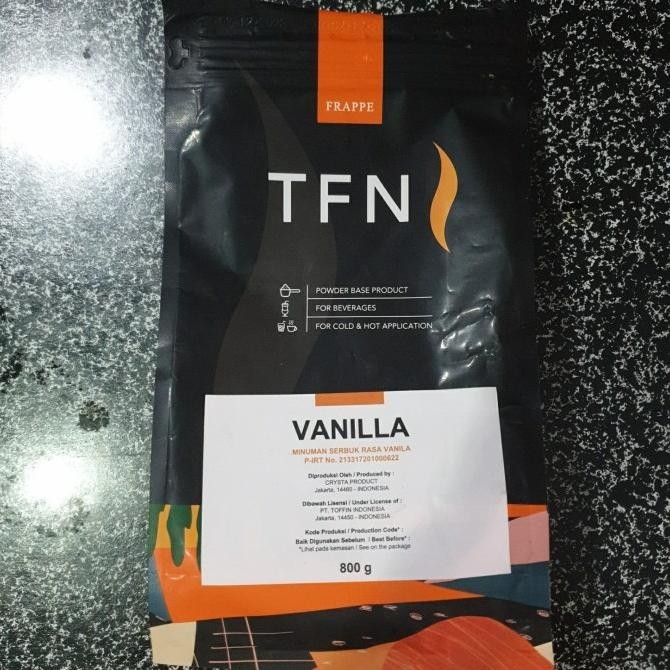 FRAPPE
TFN
POWDER BASE PRODUCT
FOR BEVERAGES
FOR COLD & HOT APPLICATION
VANILLA
MINUMAN SERBUK RASA VANILA
P-IRT No. 213317201000622
Diproduksi Oleh / Produced by :
CRYSTA PRODUCT
Jakarta, 14460 - INDONESIA
Dibawah Lisensi / Under License of :
PT. TOFFIN INDONESIA
Jakarta, 14450 - INDONESIA
Kode Produksi / Production Code* :
Baik Digunakan Sebelum / Best Before* :
*Lihat pada kemasan / See on the package
800 g